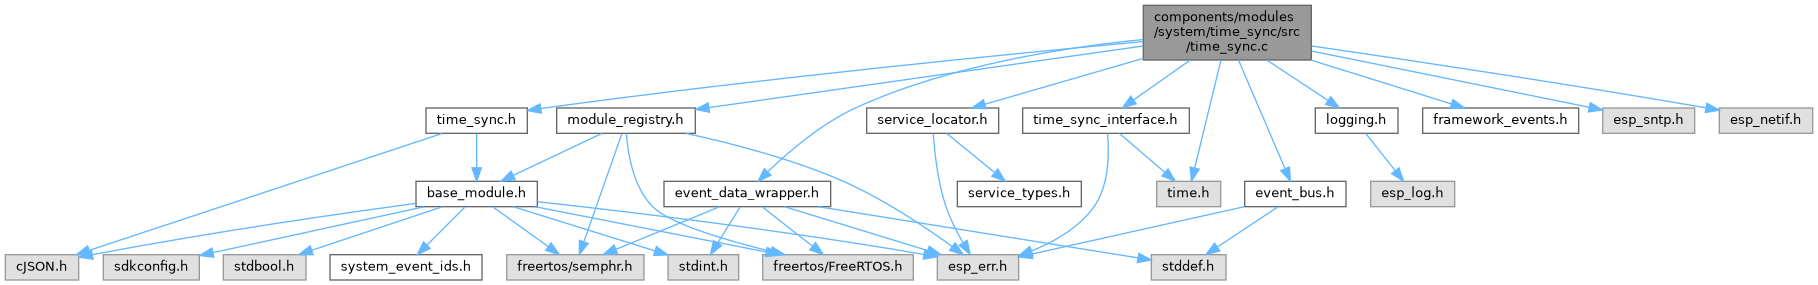 components/modules
/system/time_sync/src
/time_sync.c
time_sync.h
module_registry.h
service_locator.h
time_sync_interface.h
logging.h
framework_events.h
esp_sntp.h
esp_netif.h
base_module.h
event_data_wrapper.h
service_types.h
time.h
event_bus.h
esp_log.h
cJSON.h
sdkconfig.h
stdbool.h
system_event_ids.h
freertos/semphr.h
stdint.h
freertos/FreeRTOS.h
esp_err.h
stddef.h